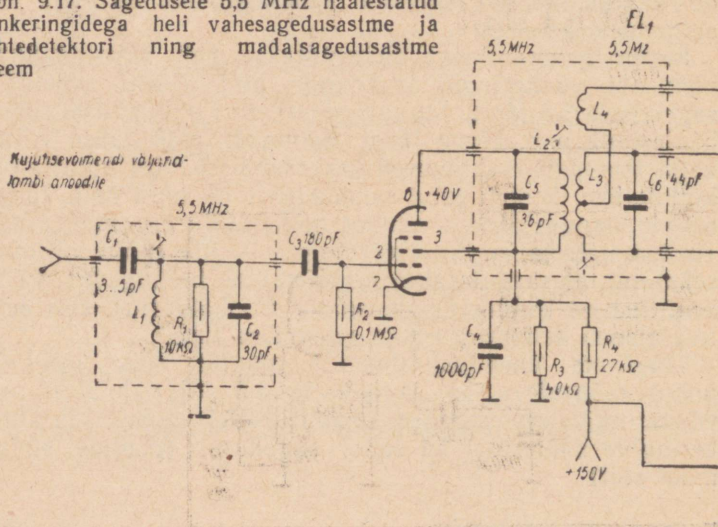 9.17. Sagedusele 5,5 MHz häälestatud
nkeringidega heli vahesagedusastme ja
htedetektori ning madalsagedusastme
eem
EL₁
5,5MHz 5,5Mz
Kujutisevõimendi väljund-
lambi anoodile
5,5MHz
C₁
3..5pF
L₁
R₁
10kΩ
C₂
30pF
C₃ 180pF
R₂
0,1MΩ
6
+40V
2
3
7
L₂
L₄
L₃
C₅
36pF
C₆
44pF
C₄
1000pF
R₃
40kΩ
R₄
27kΩ
+150V